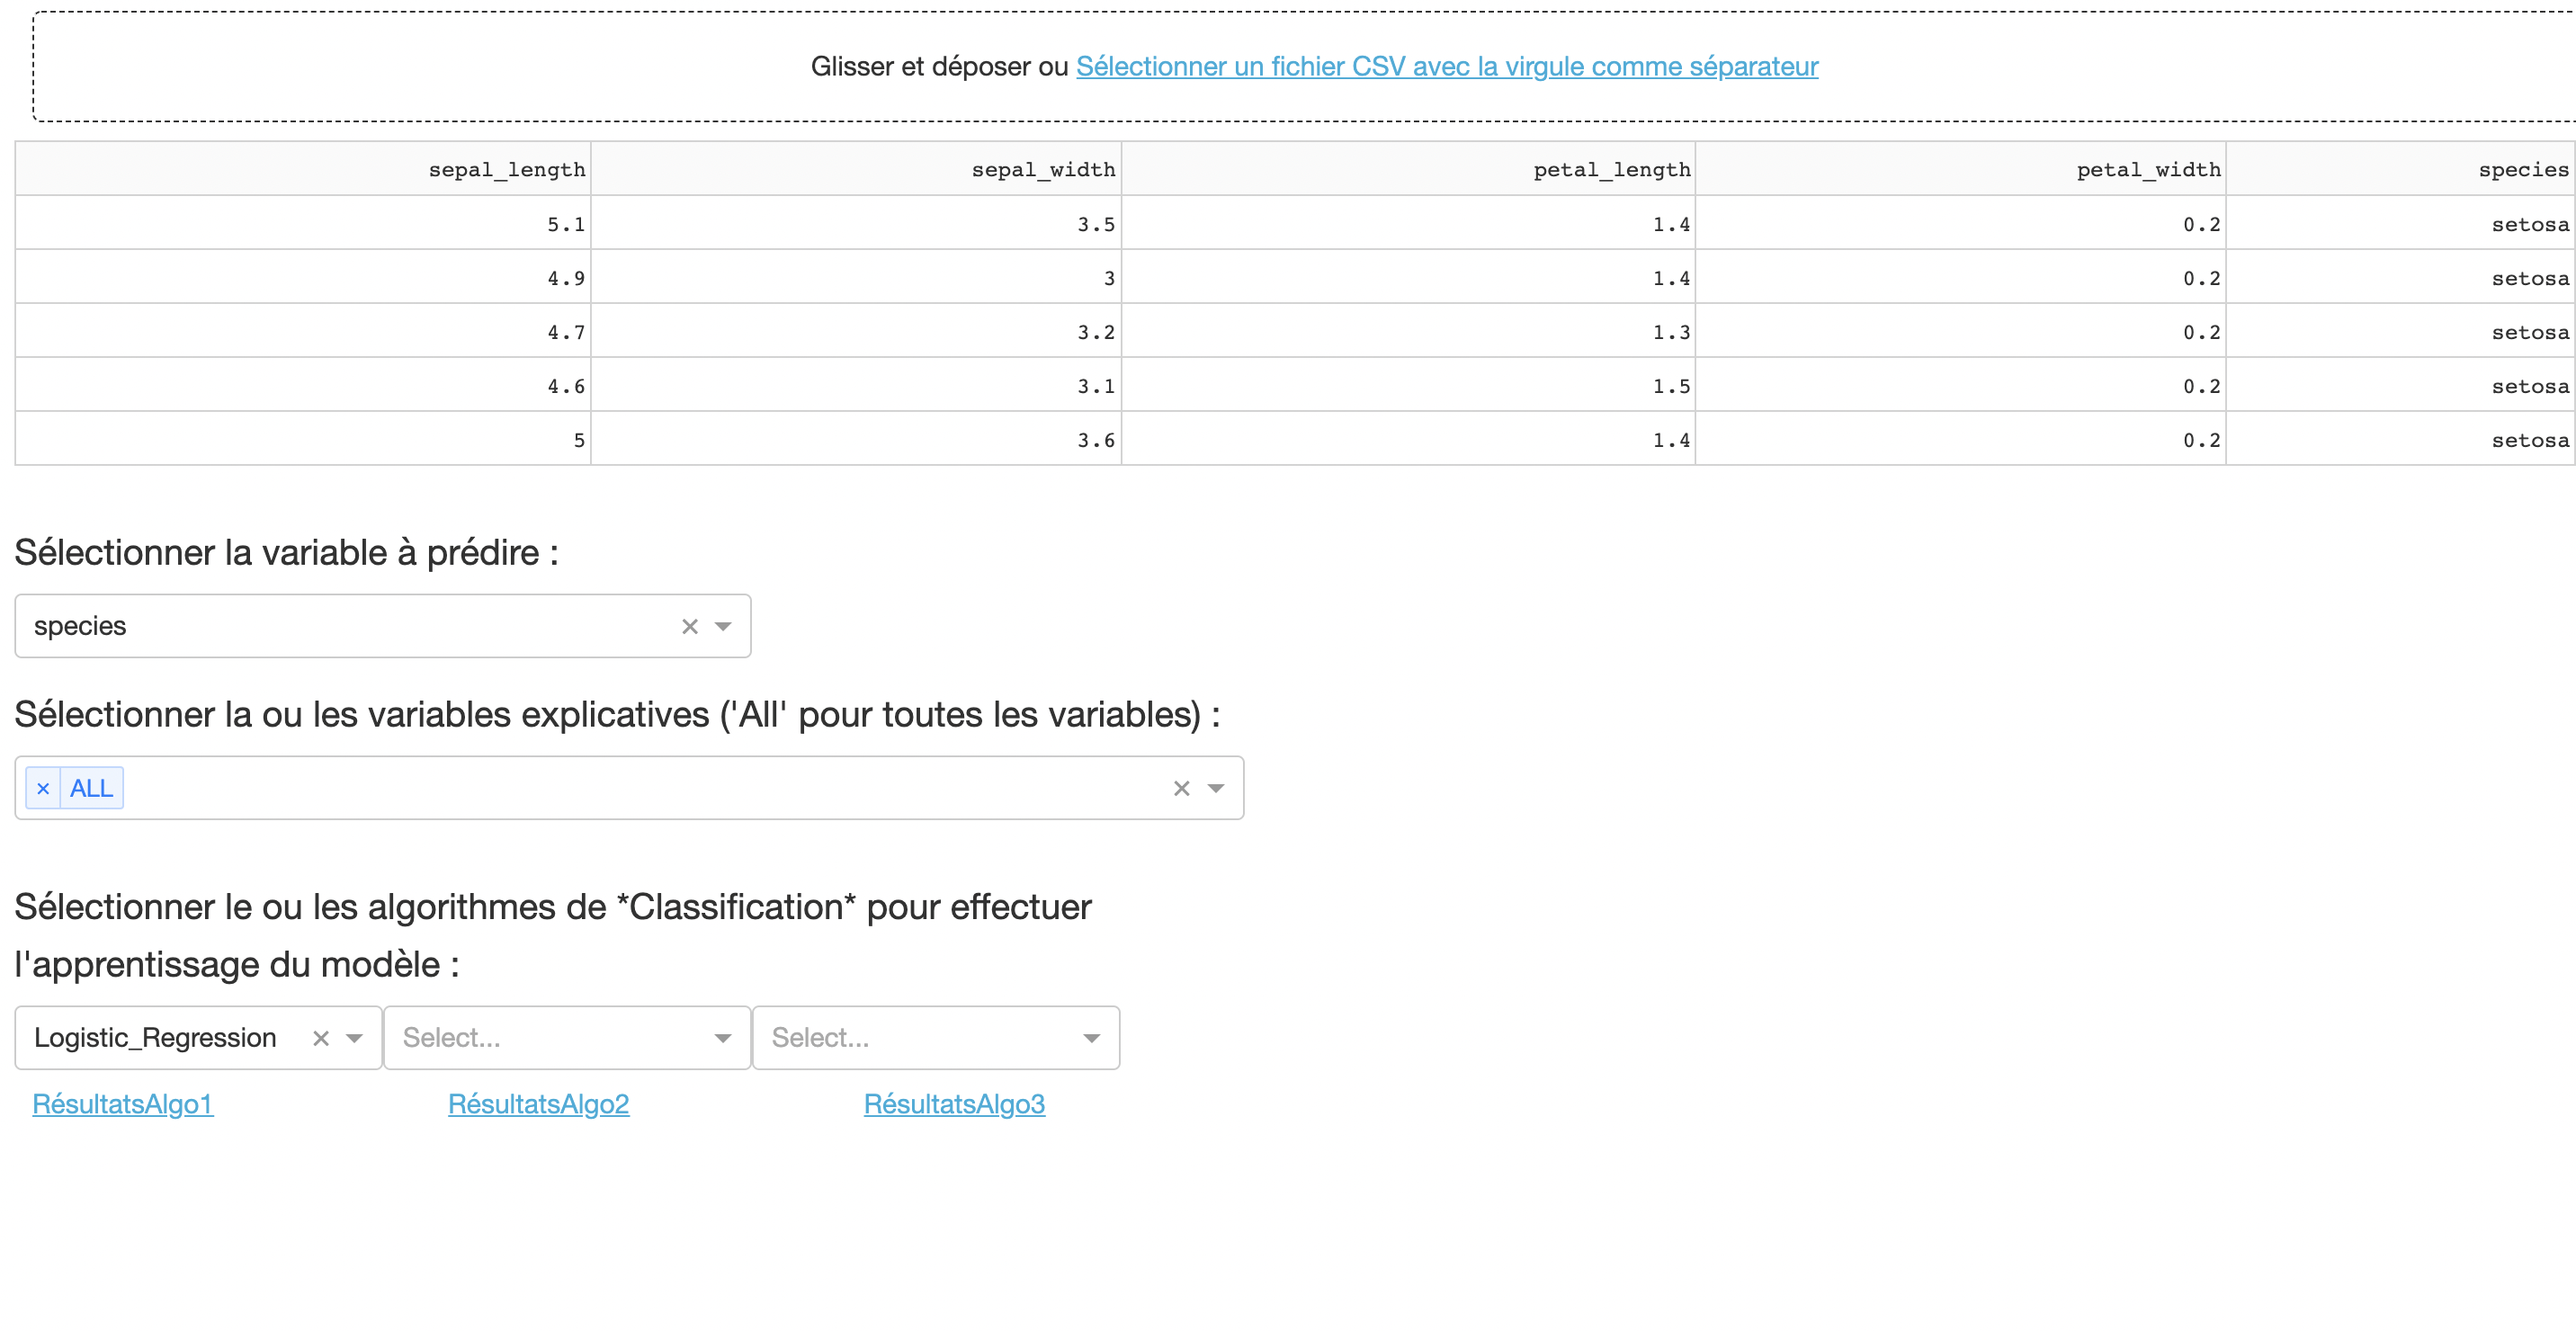 Glisser et déposer ou Sélectionner un fichier CSV avec la virgule comme séparateur
sepal_length sepal_width petal_length petal_width species
5.1 3.5 1.4 0.2 setosa
4.9 3 1.4 0.2 setosa
4.7 3.2 1.3 0.2 setosa
4.6 3.1 1.5 0.2 setosa
5 3.6 1.4 0.2 setosa
Sélectionner la variable à prédire :
species
Sélectionner la ou les variables explicatives ('All' pour toutes les variables) :
× ALL
Sélectionner le ou les algorithmes de *Classification* pour effectuer
l'apprentissage du modèle :
Logistic_Regression × Select... Select...
RésultatsAlgo1 RésultatsAlgo2 RésultatsAlgo3